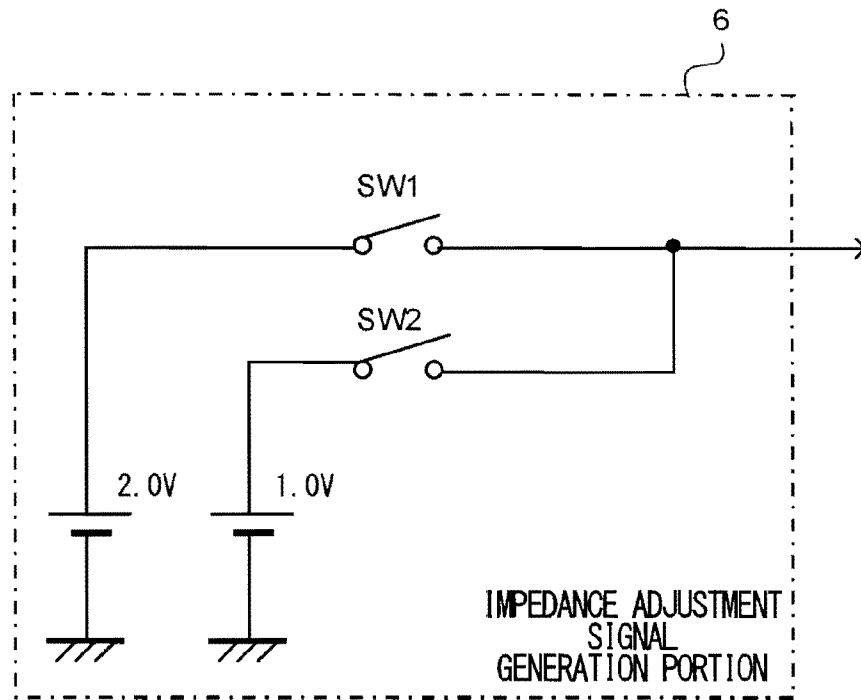 6
SW1
SW2
2.0V
1.0V
IMPEDANCE ADJUSTMENT
SIGNAL
GENERATION PORTION